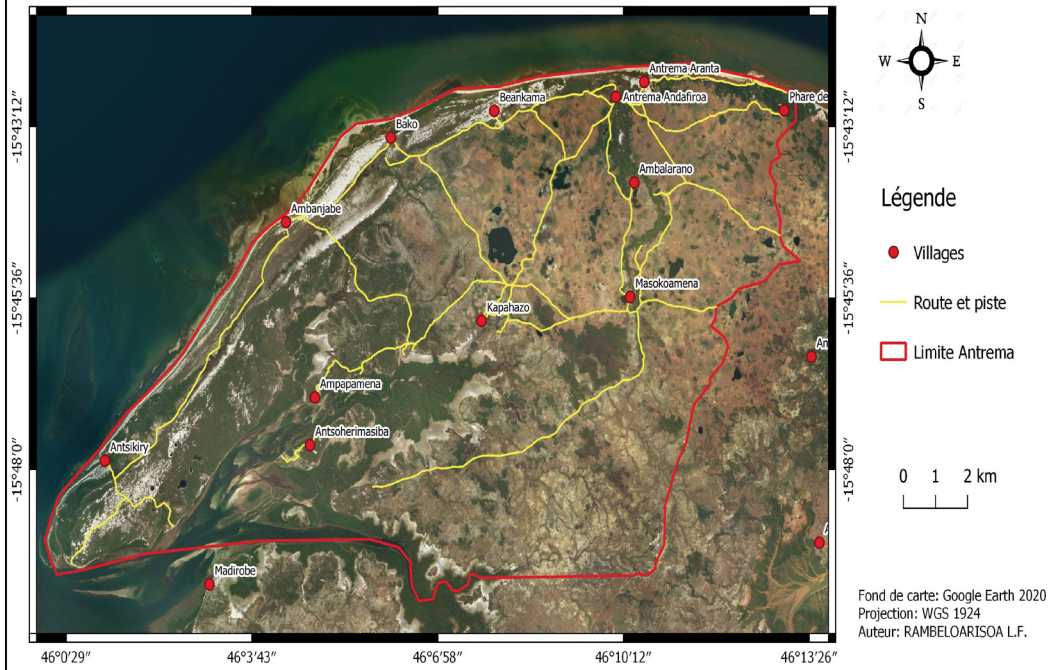 Antrema Aranta
Antrema Andafiroa
Beankama
Phare de
Bako
Ambalarano
Ambanjabe
Masokoamena
Kapahazo
Ampapamena
Antsoherimasiba
Antsikiry
Madirobe
-15°43′12″
-15°45′36″
-15°48′0″
-15°43′12″
-15°45′36″
-15°48′0″
46°0′29″
46°3′43″
46°6′58″
46°10′12″
46°13′26″
N
W
E
S
Légende
Villages
Route et piste
Limite Antrema
0 1 2 km
Fond de carte: Google Earth 2020
Projection: WGS 1924
Auteur: RAMBELOARISOA L.F.